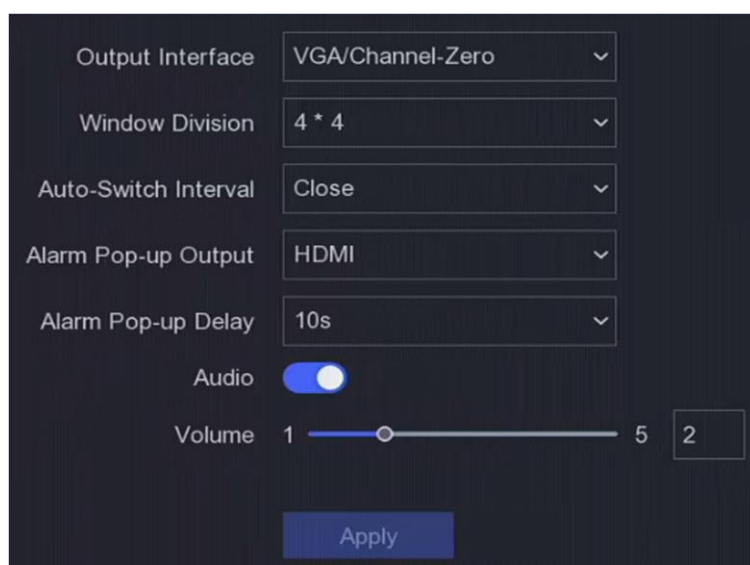 Output Interface VGA/Channel-Zero
Window Division 4 * 4
Auto-Switch Interval Close
Alarm Pop-up Output HDMI
Alarm Pop-up Delay 10s
Audio
Volume 1 5 2
Apply